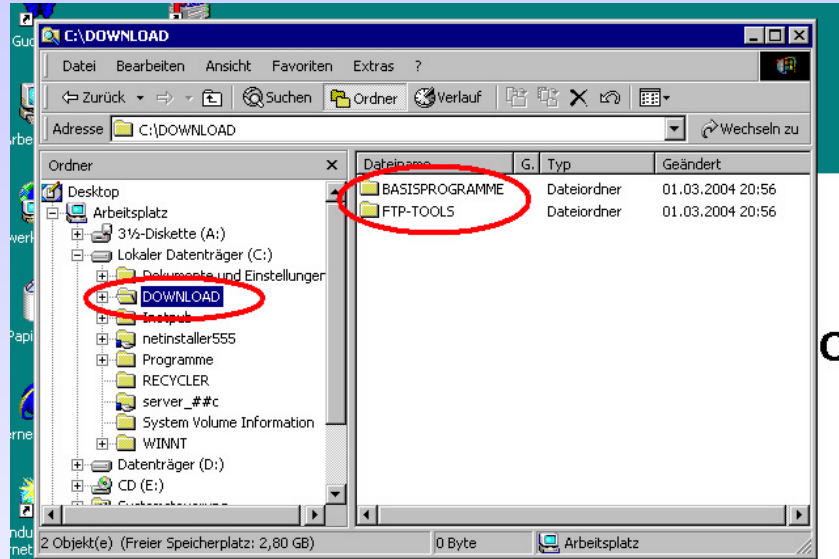 C:\DOWNLOAD
Datei Bearbeiten Ansicht Favoriten Extras ?
Zurück Suchen Ordner Verlauf
Adresse C:\DOWNLOAD Wechseln zu
Ordner
Dateiname G. Typ Geändert
Desktop
Arbeitsplatz
3½-Diskette (A:)
Lokaler Datenträger (C:)
Dokumente und Einstellungen
DOWNLOAD
Inetpub
netinstaller555
Programme
RECYCLER
server_##c
System Volume Information
WINNT
Datenträger (D:)
CD (E:)
Systemsteuerung
BASISPROGRAMME Dateiordner 01.03.2004 20:56
FTP-TOOLS Dateiordner 01.03.2004 20:56
2 Objekt(e) (Freier Speicherplatz: 2,80 GB) 0 Byte Arbeitsplatz